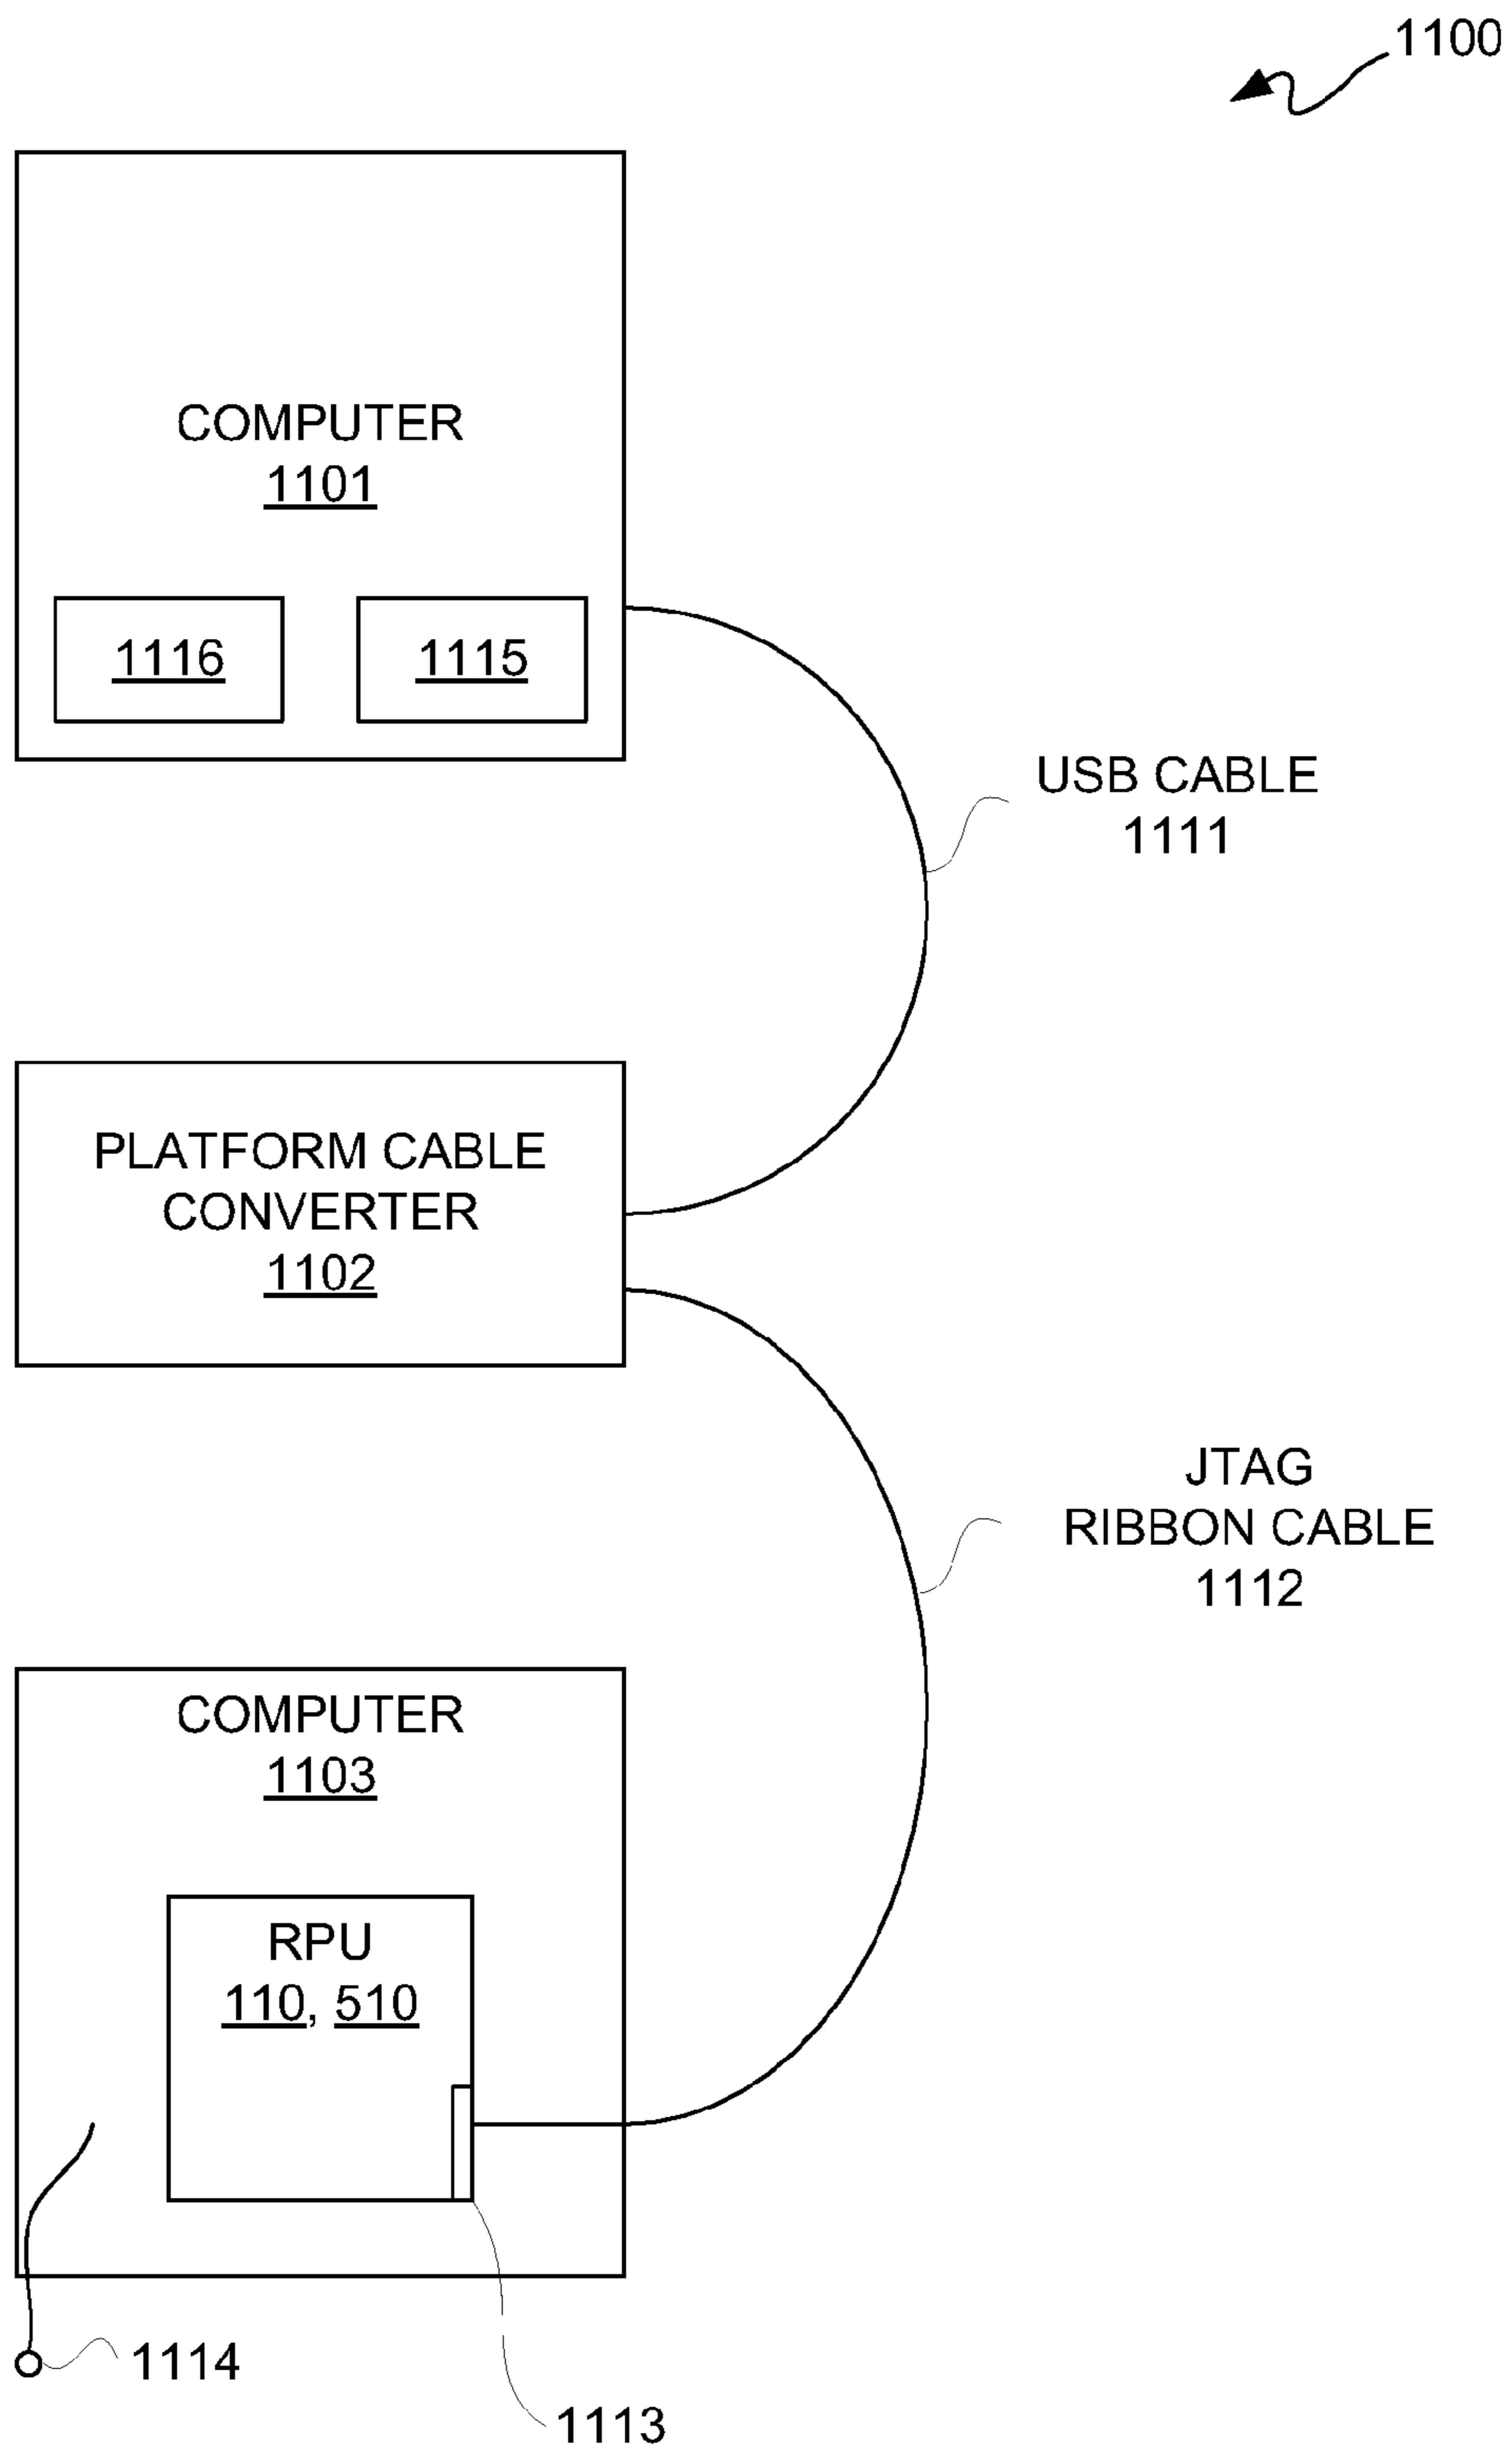 1100
COMPUTER
1101
1116
1115
USB CABLE
1111
PLATFORM CABLE
CONVERTER
1102
JTAG
RIBBON CABLE
1112
COMPUTER
1103
RPU
110, 510
1114
1113